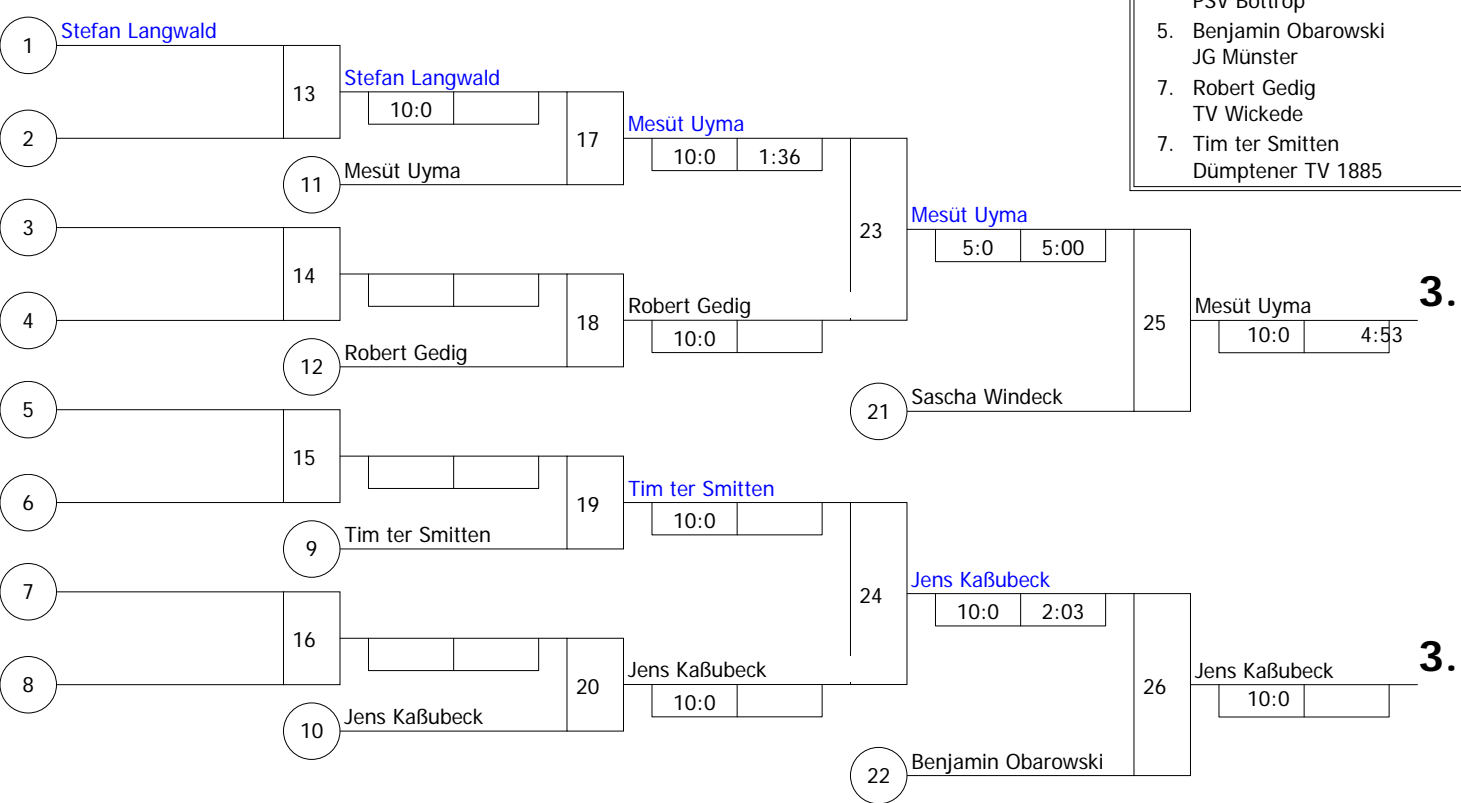 PSV Bottrop
5. Benjamin Obarowski
JG Münster
7. Robert Gedig
TV Wickede
7. Tim ter Smitten
Dümptener TV 1885
1 Stefan Langwald
2
13 Stefan Langwald
10:0
11 Mesüt Uyma
17 Mesüt Uyma
10:0 1:36
3
4
14
12 Robert Gedig
18 Robert Gedig
10:0
23 Mesüt Uyma
5:0 5:00
21 Sascha Windeck
25 Mesüt Uyma
10:0 4:53
3.
5
6
15
9 Tim ter Smitten
19 Tim ter Smitten
10:0
7
8
16
10 Jens Kaßubeck
20 Jens Kaßubeck
10:0
24 Jens Kaßubeck
10:0 2:03
22 Benjamin Obarowski
26 Jens Kaßubeck
10:0
3.